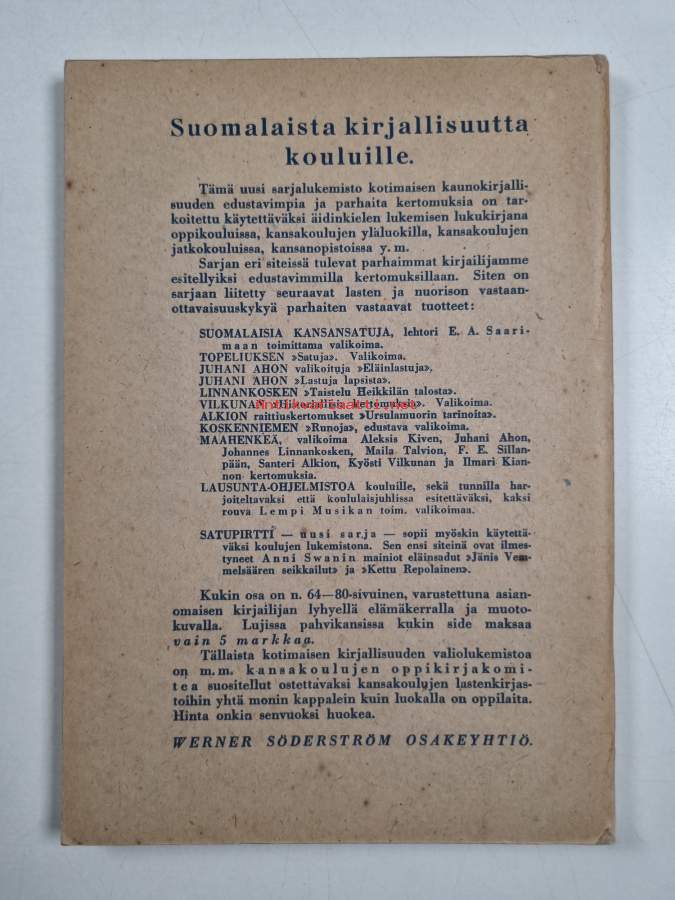 Suomalaista kirjallisuutta
kouluille.
Tämä uusi sarjalukemisto kotimaisen kaunokirjalli-
suuden edustavimpia ja parhaita kertomuksia on tar-
koitettu käytettäväksi äidinkielen lukemisen lukukirjana
oppikouluissa, kansakoulujen yläluokilla, kansakoulujen
jatkokouluissa, kansanopistoissa y. m.
Sarjan eri siteissä tulevat parhaimmat kirjailijamme
esitellyiksi edustavimmilla kertomuksillaan. Siten on
sarjaan liitetty seuraavat lasten ja nuorison vastaan-
ottavaisuuskykyä parhaiten vastaavat tuotteet:
SUOMALAISIA KANSANSATUJA, lehtori E. A. Saari-
maan toimittama valikoima.
TOPELIUKSEN »Satuja». Valikoima.
JUHANI AHON valikoituja »Eläinlastuja».
JUHANI AHON »Lastuja lapsista».
LINNANKOSKEN »Taistelu Heikkilän talosta».
VILKUNAN »Historiallisia kertomuksia». Valikoima.
antikvariaatti.net
ALKION raittiuskertomukset »Ursulamuorin tarinoita».
KOSKENNIEMEN »Runoja», edustava valikoima.
MAAHENKEÄ, valikoima Aleksis Kiven, Juhani Ahon,
Johannes Linnankosken, Maila Talvion, F. E. Sillan-
pään, Santeri Alkion, Kyösti Vilkunan ja Ilmari Kian-
non kertomuksia.
LAUSUNTA-OHJELMISTOA kouluille, sekä tunnilla har-
joiteltavaksi että koululaisjuhlissa esitettäväksi, kaksi
rouva Lempi Musikan toim. valikoimaa.
SATUPIRTTI — uusi sarja — sopii myöskin käytettä-
väksi koulujen lukemistona. Sen ensi siteinä ovat ilmes-
tyneet Anni Swanin mainiot eläinsadut »Jänis Vem-
melsäären seikkailut» ja »Kettu Repolainen».
Kukin osa on n. 64—80-sivuinen, varustettuna asian-
omaisen kirjailijan lyhyellä elämäkerralla ja muoto-
kuvalla. Lujissa pahvikansissa kukin side maksaa
vain 5 markkaa.
Tällaista kotimaisen kirjallisuuden valiolukemistoa
on m. m. kansakoulujen oppikirjakomi-
tea suositellut ostettavaksi kansakoulujen lastenkirjas-
toihin yhtä monin kappalein kuin luokalla on oppilaita.
Hinta onkin senvuoksi huokea.
WERNER SÖDERSTRÖM OSAKEYHTIÖ.